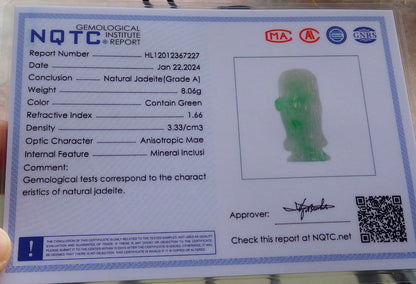 NQTC GEMOLOGICAL
INSTITUTE
® REPORT
MA
GNBS
Report Number HL12012367227
Date Jan 22,2024
Conclusion Natural Jadeite(Grade A)
Weight 8.06g
Color Contain Green
Refractive Index 1.66
Density 3.33/cm3
Optic Character Anisotropic Mae
Internal Feature Mineral Inclusi
Comment:
Gemological tests correspond to the charact
eristics of natural jadeite.
Approver:
Check this report at NQTC.net